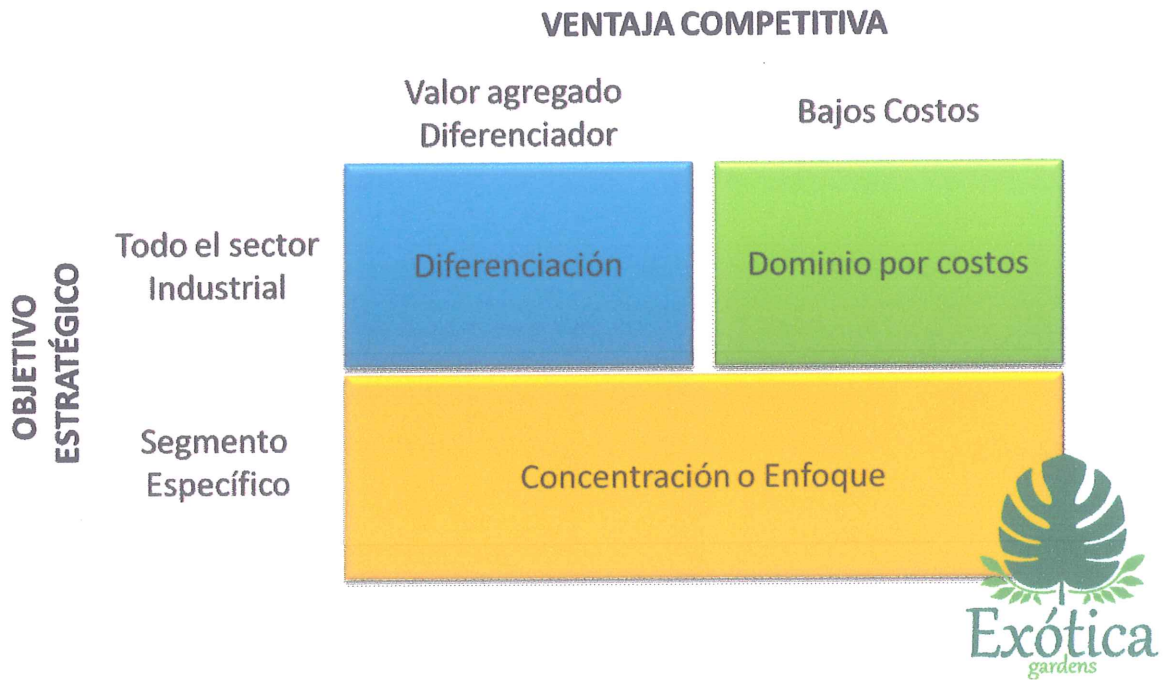 VENTAJA COMPETITIVA
Valor agregado
Diferenciador
Bajos Costos
OBJETIVO
ESTRATÉGICO
Todo el sector
Industrial
Diferenciación
Dominio por costos
Segmento
Específico
Concentración o Enfoque
Exótica
gardens